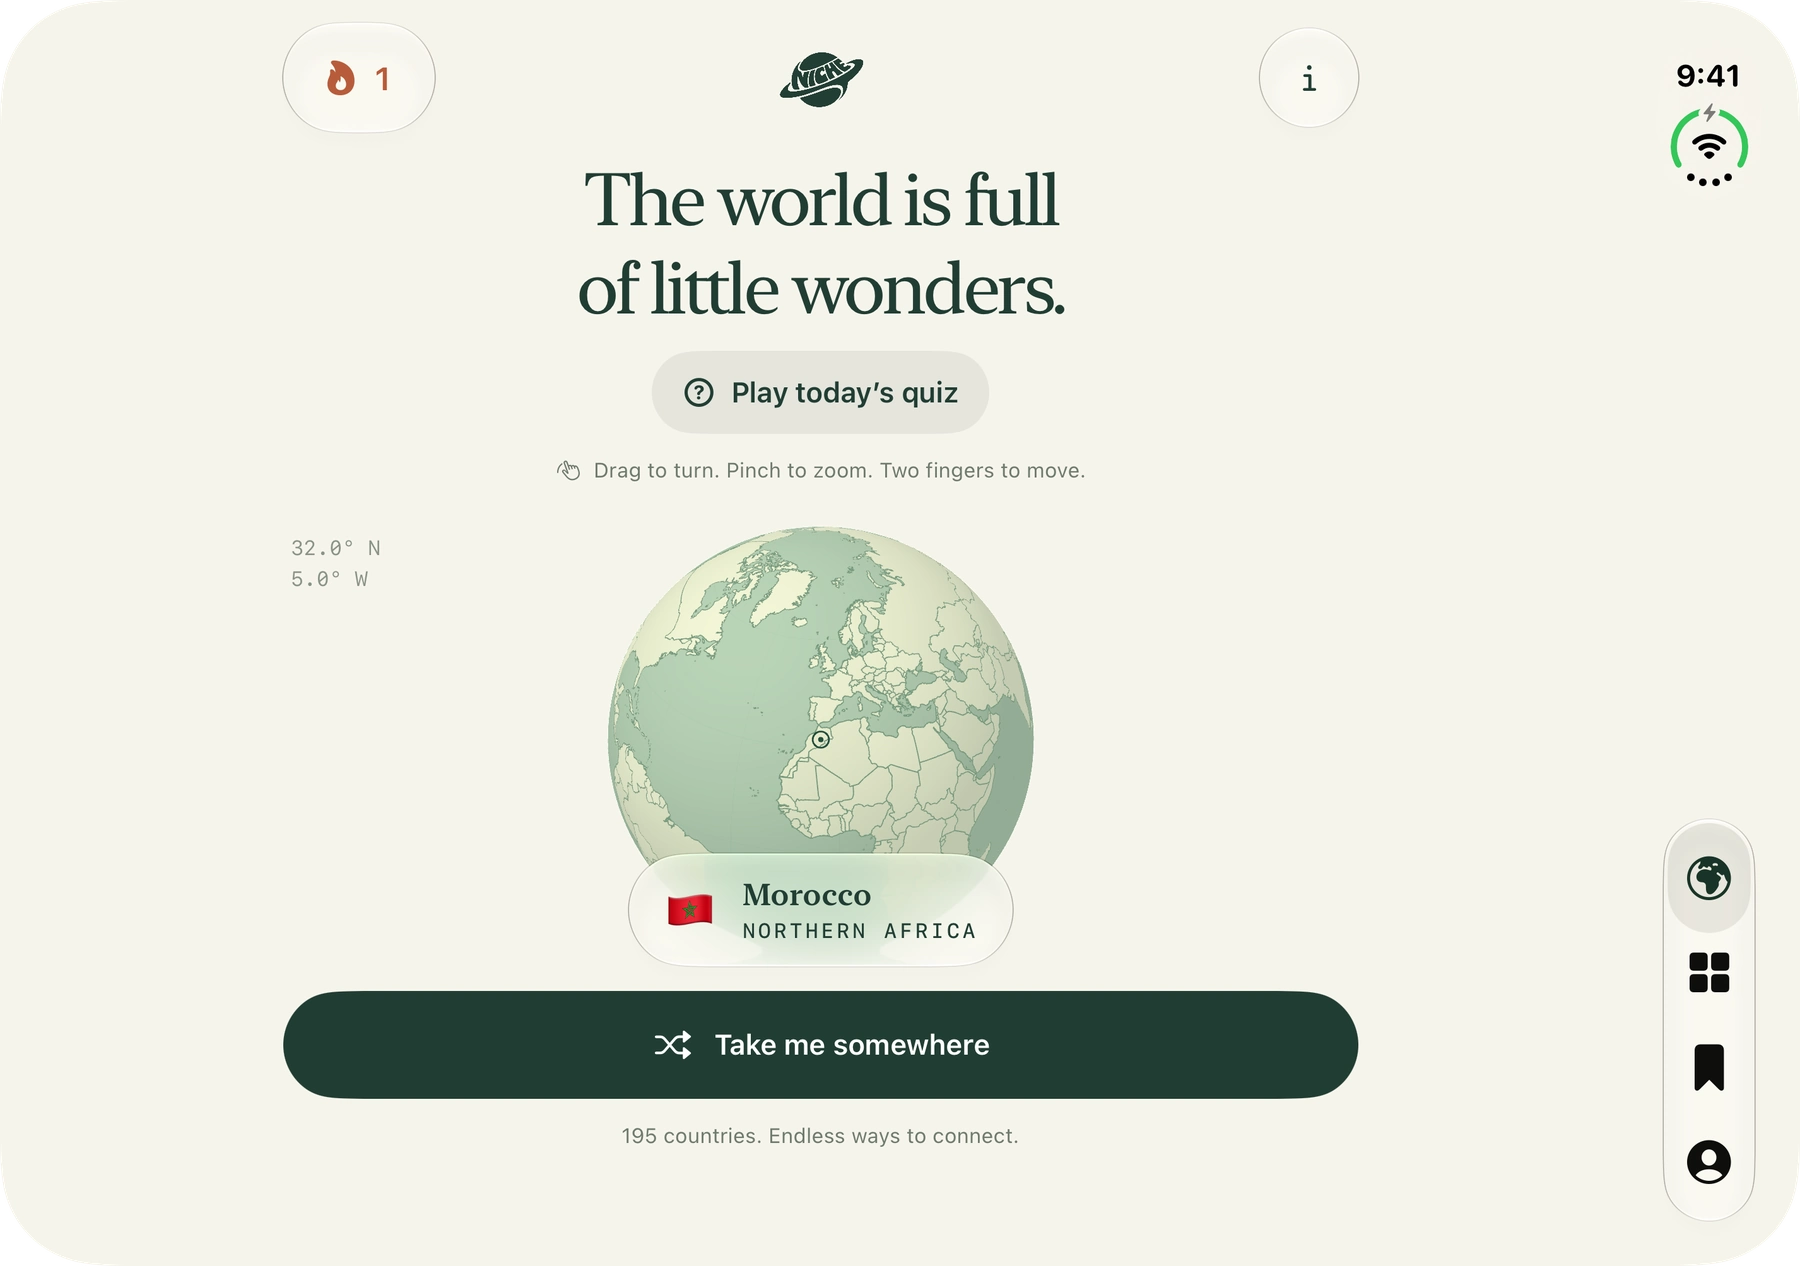 1
NICHE
i
9:41
The world is full
of little wonders.
Play today’s quiz
Drag to turn. Pinch to zoom. Two fingers to move.
32.0° N
5.0° W
Morocco
NORTHERN AFRICA
Take me somewhere
195 countries. Endless ways to connect.